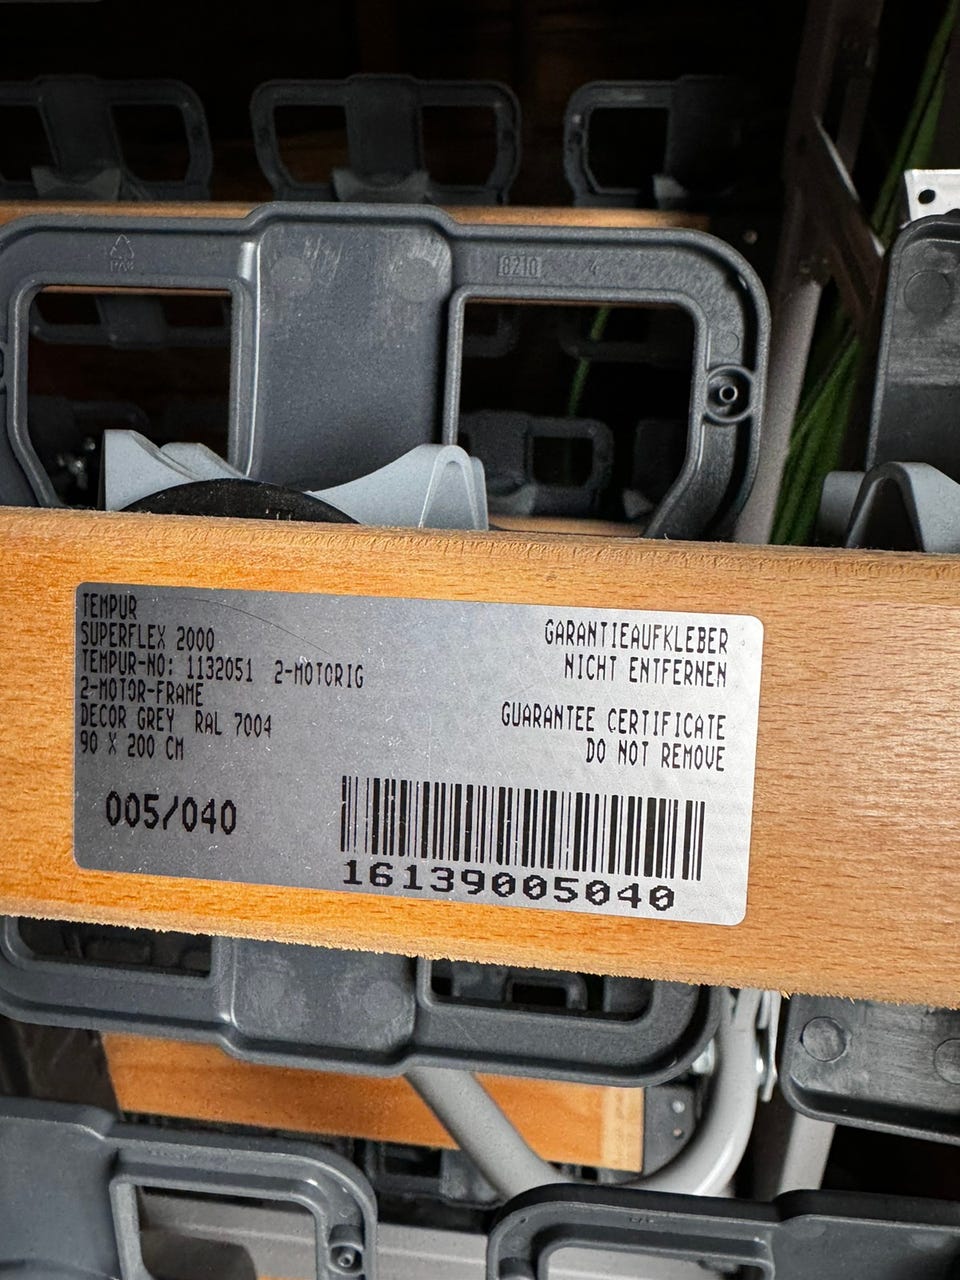 8210
TEMPUR
SUPERFLEX 2000
TEMPUR-NO: 1132051 2-MOTORIG
2-MOTOR-FRAME
DECOR GREY RAL 7004
90 X 200 CM
005/040
GARANTIEAUFKLEBER
NICHT ENTFERNEN
GUARANTEE CERTIFICATE
DO NOT REMOVE
16139005040